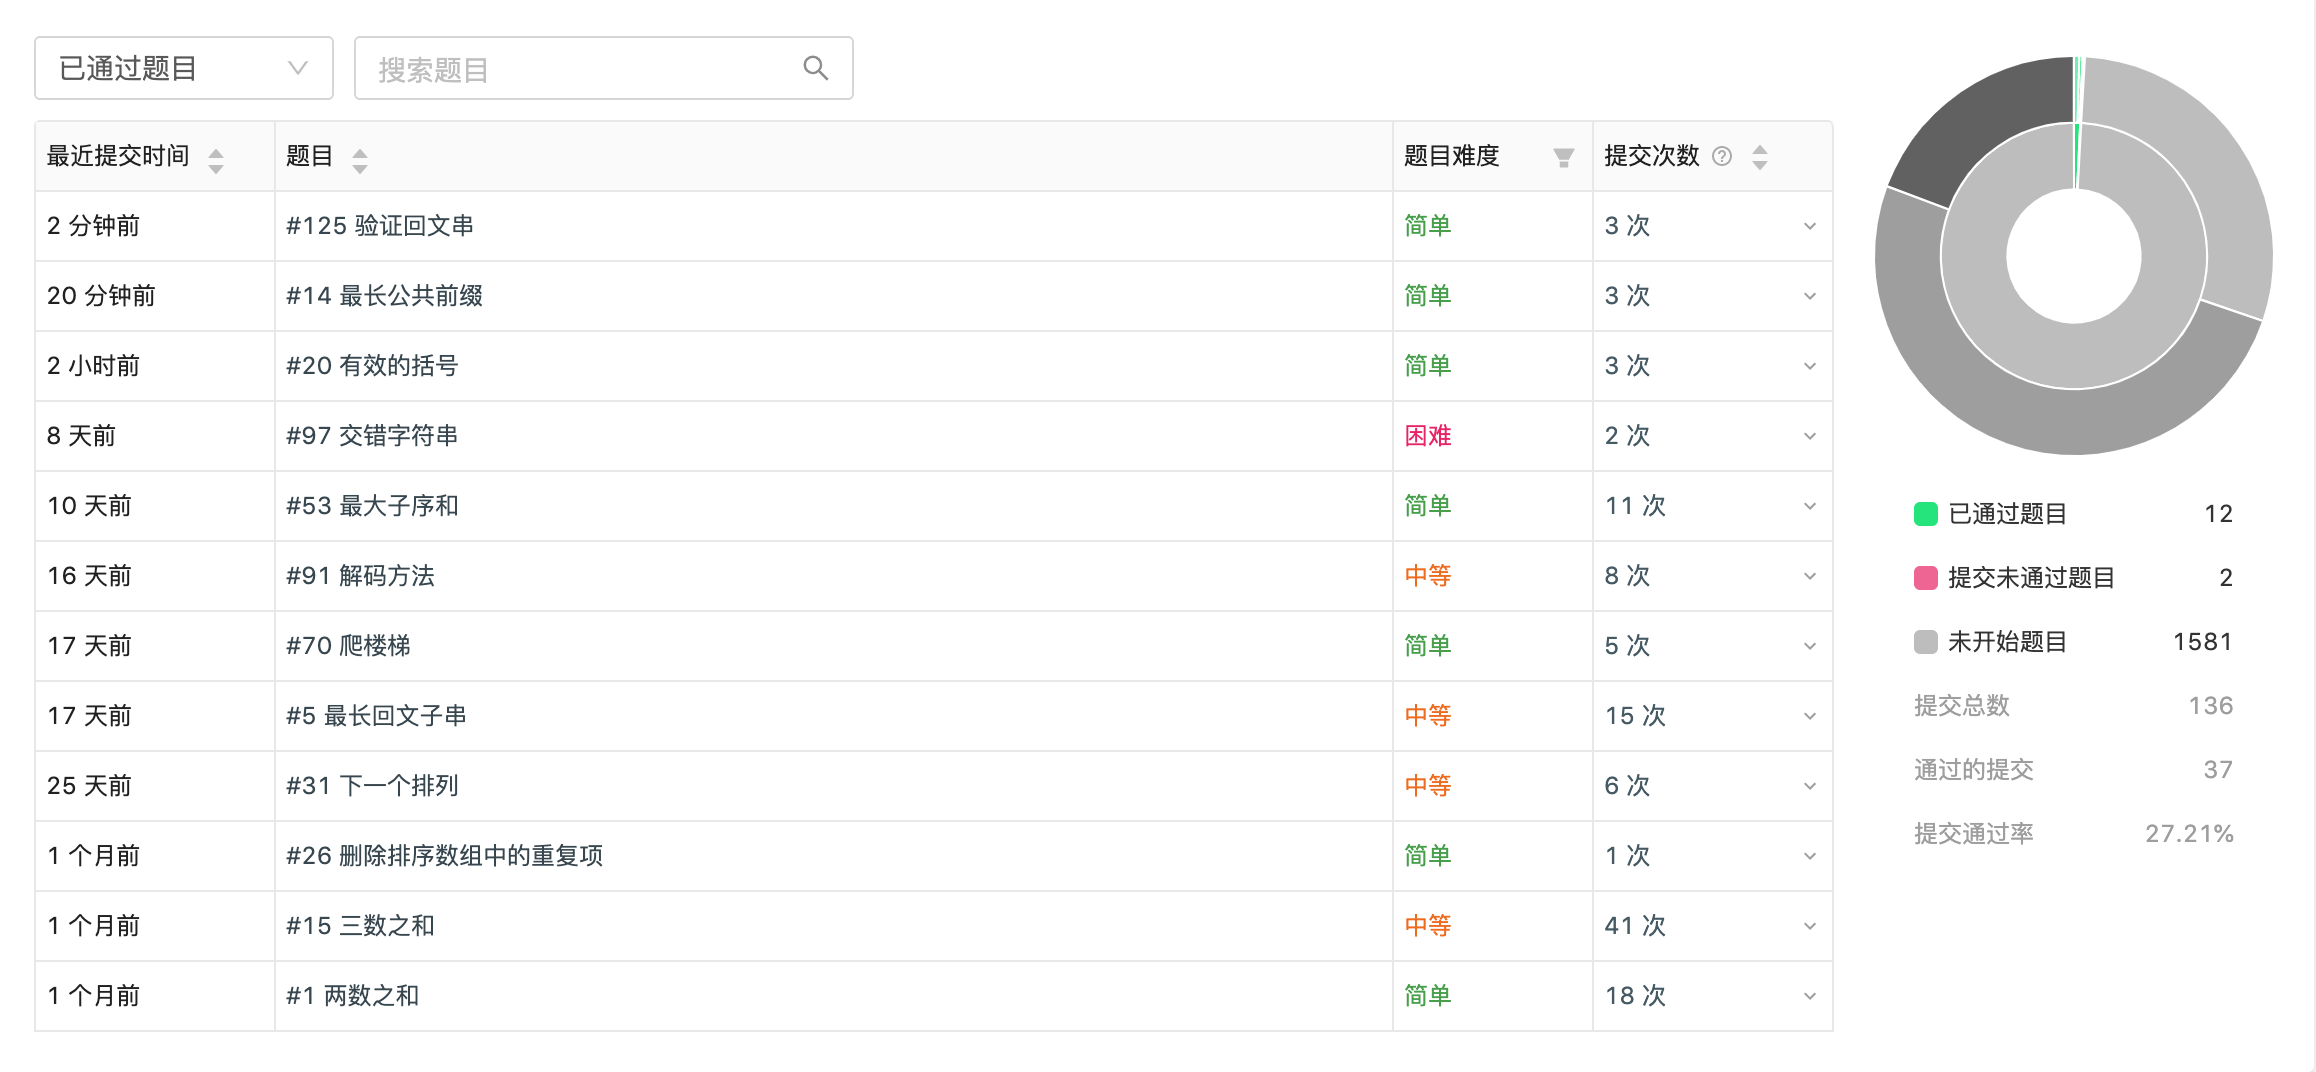 已通过题目
搜索题目
最近提交时间 题目 题目难度 提交次数 ?
2 分钟前 #125 验证回文串 简单 3 次
20 分钟前 #14 最长公共前缀 简单 3 次
2 小时前 #20 有效的括号 简单 3 次
8 天前 #97 交错字符串 困难 2 次
10 天前 #53 最大子序和 简单 11 次
16 天前 #91 解码方法 中等 8 次
17 天前 #70 爬楼梯 简单 5 次
17 天前 #5 最长回文子串 中等 15 次
25 天前 #31 下一个排列 中等 6 次
1 个月前 #26 删除排序数组中的重复项 简单 1 次
1 个月前 #15 三数之和 中等 41 次
1 个月前 #1 两数之和 简单 18 次
已通过题目 12
提交未通过题目 2
未开始题目 1581
提交总数 136
通过的提交 37
提交通过率 27.21%